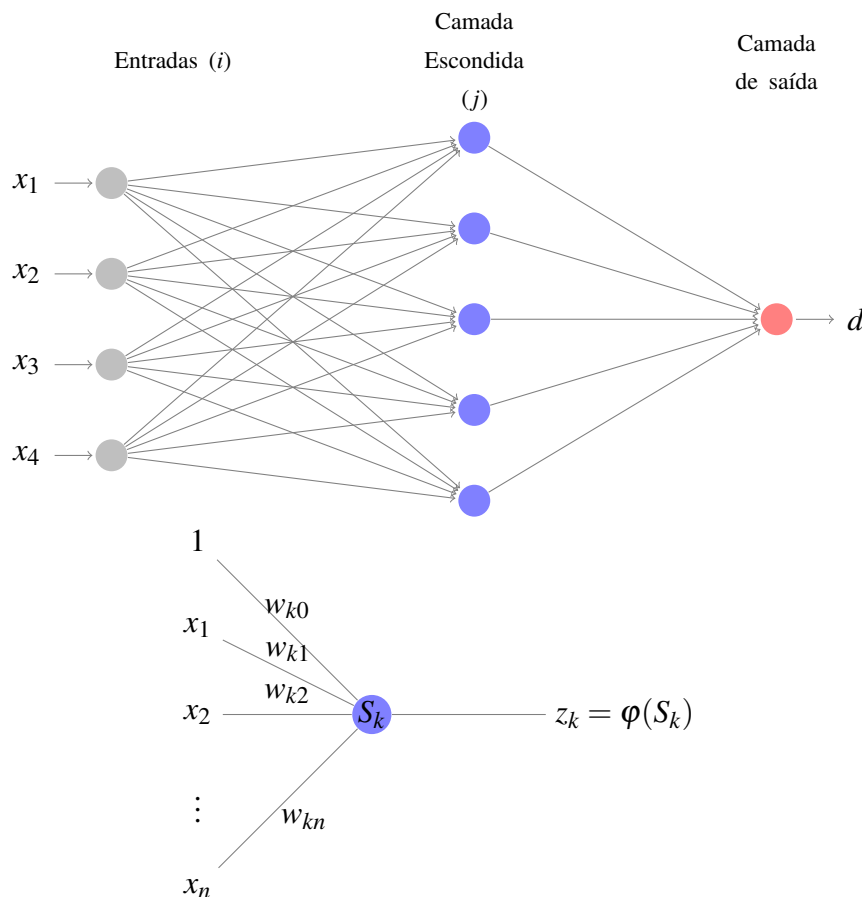 Camada
Entradas (i)
Escondida
(j)
Camada
de saída
x1
x2
x3
x4
d
1
wk0
x1
wk1
wk2
x2
Sk
zk = φ(Sk)
⋮
wkn
xn